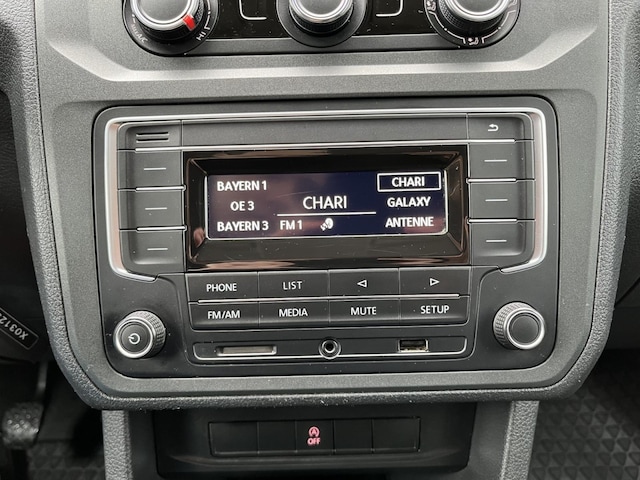 HI
BAYERN 1
OE 3
BAYERN 3
CHARI
FM 1
CHARI
GALAXY
ANTENNE
PHONE
LIST
FM/AM
MEDIA
MUTE
SETUP
OFF